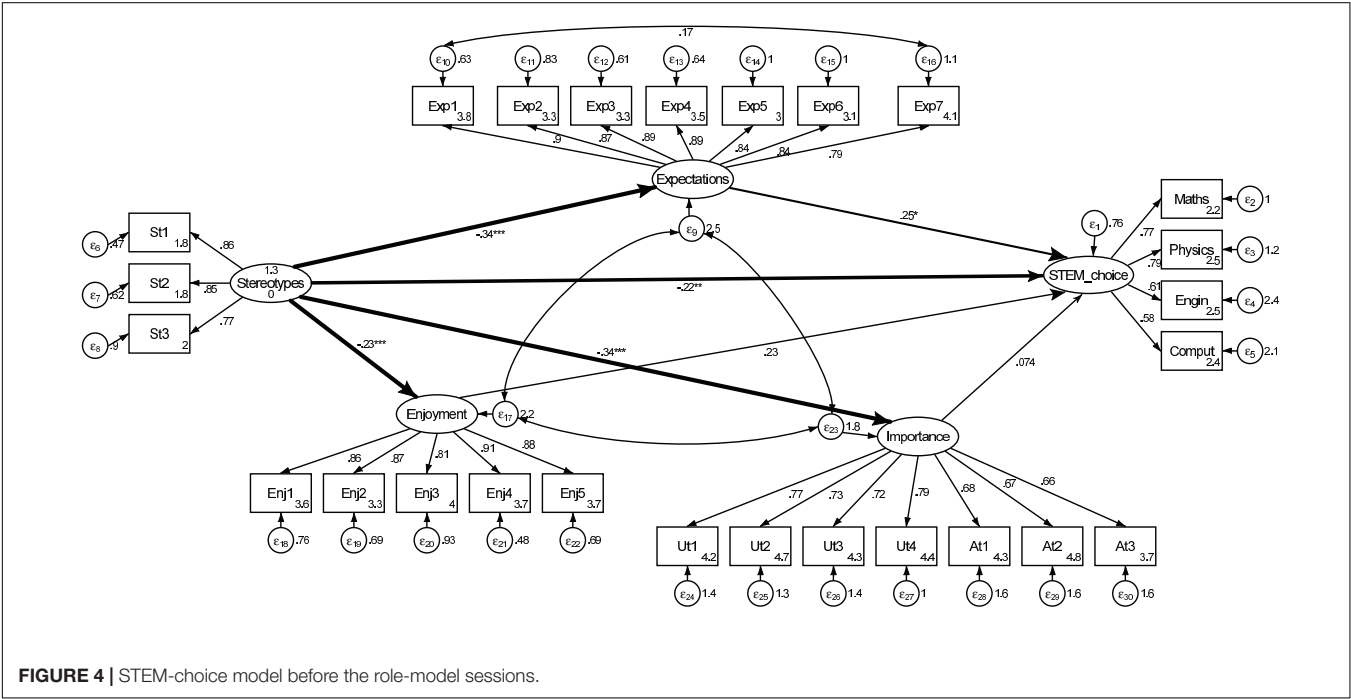 .17
ε10 .63 ε11 .83 ε12 .61 ε13 .64 ε14 1 ε15 1 ε16 1.1
Exp1 3.8 Exp2 3.3 Exp3 3.3 Exp4 3.5 Exp5 3 Exp6 3.1 Exp7 4.1
.9 .87 .89 .89 .84 .84 .79
Expectations
ε9 2.5
-.34***
.25*
St1 1.8
ε6 .47
.86
St2 1.8
ε7 .62
.85
St3 2
ε8 .9
.77
1.3
Stereotypes
0
-.22**
-.23***
-.34***
.23
.074
ε1 .76
STEM_choice
Maths 2.2
ε2 1
.77
Physics 2.5
ε3 1.2
.79
Engin 2.5
ε4 2.4
.61
Comput 2.4
ε5 2.1
.58
Enjoyment
ε17 2.2
ε23 1.8
Importance
.86 .87 .81 .91 .88
Enj1 3.6 Enj2 3.3 Enj3 4 Enj4 3.7 Enj5 3.7
ε18 .76 ε19 .69 ε20 .93 ε21 .48 ε22 .69
.77 .73 .72 .79 .68 .67 .66
Ut1 4.2 Ut2 4.7 Ut3 4.3 Ut4 4.4 At1 4.3 At2 4.8 At3 3.7
ε24 1.4 ε25 1.3 ε26 1.4 ε27 1 ε28 1.6 ε29 1.6 ε30 1.6
FIGURE 4 | STEM-choice model before the role-model sessions.